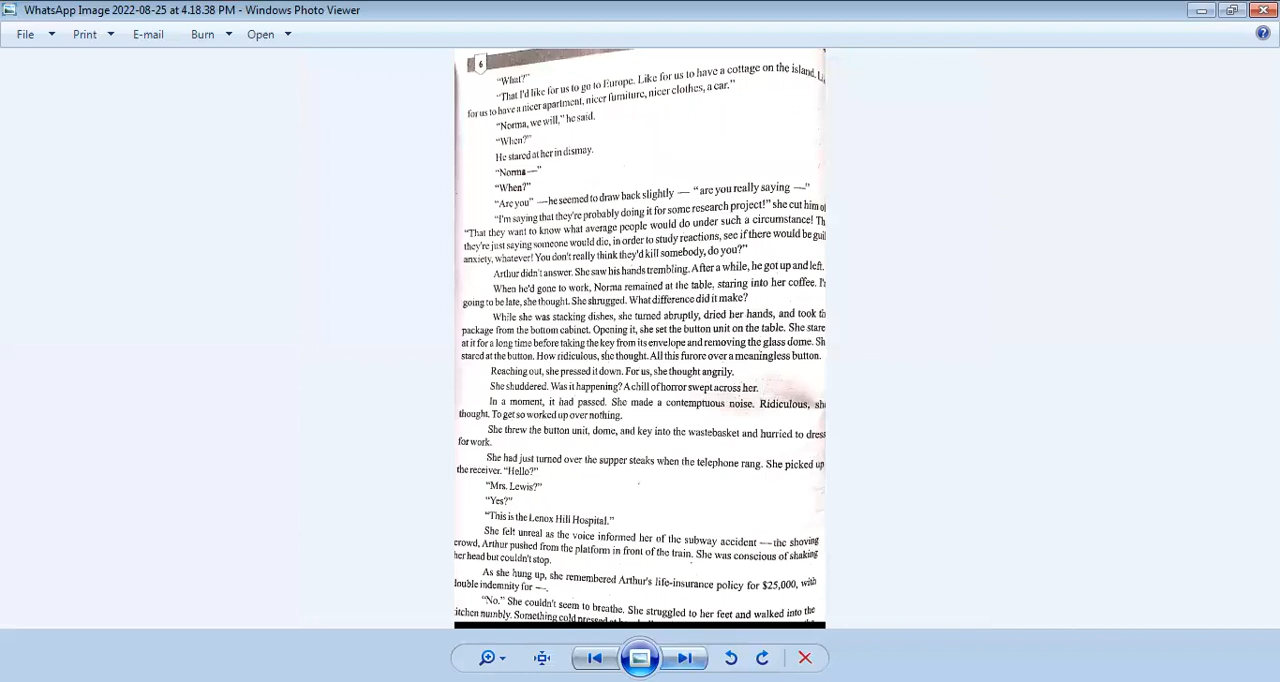 WhatsApp Image 2022-08-25 at 4.18.38 PM - Windows Photo Viewer
File Print E-mail Burn Open
6
“What?”
“That I'd like for us to go to Europe. Like for us to have a cottage on the island.
for us to have a nicer apartment, nicer furniture, nicer clothes, a car.”
“Norma, we will,” he said.
“When?”
He stared at her in dismay.
“Norma —”
“When?”
“Are you” —he seemed to draw back slightly — “are you really saying —”
“I'm saying that they're probably doing it for some research project!” she cut him of
“That they want to know what average people would do under such a circumstance! Th
they're just saying someone would die, in order to study reactions, see if there would be guil
anxiety, whatever! You don't really think they'd kill somebody, do you?”
Arthur didn't answer. She saw his hands trembling. After a while, he got up and left.
When he'd gone to work, Norma remained at the table, staring into her coffee. I'
going to be late, she thought. She shrugged. What difference did it make?
While she was stacking dishes, she turned abruptly, dried her hands, and took th
package from the bottom cabinet. Opening it, she set the button unit on the table. She stare
at it for a long time before taking the key from its envelope and removing the glass dome. Sh
stared at the button. How ridiculous, she thought. All this furore over a meaningless button.
Reaching out, she pressed it down. For us, she thought angrily.
She shuddered. Was it happening? A chill of horror swept across her.
In a moment, it had passed. She made a contemptuous noise. Ridiculous, she
thought. To get so worked up over nothing.
She threw the button unit, dome, and key into the wastebasket and hurried to dress
for work.
She had just turned over the supper steaks when the telephone rang. She picked up
the receiver. “Hello?”
“Mrs. Lewis?”
“Yes?”
“This is the Lenox Hill Hospital.”
She felt unreal as the voice informed her of the subway accident — the shoving
crowd, Arthur pushed from the platform in front of the train. She was conscious of shaking
her head but couldn't stop.
As she hung up, she remembered Arthur's life-insurance policy for $25,000, with
double indemnity for —.
“No.” She couldn't seem to breathe. She struggled to her feet and walked into the
kitchen numbly. Something cold pressed at